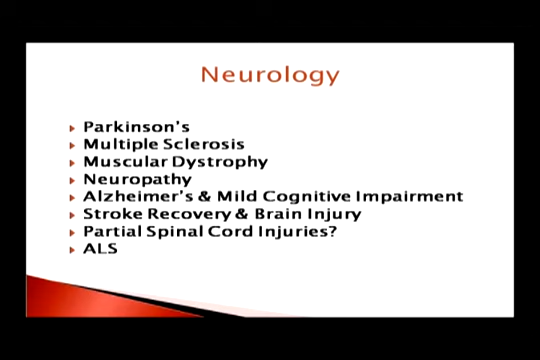 Neurology
Parkinson's
Multiple Sclerosis
Muscular Dystrophy
Neuropathy
Alzheimer's & Mild Cognitive Impairment
Stroke Recovery & Brain Injury
Partial Spinal Cord Injuries?
ALS